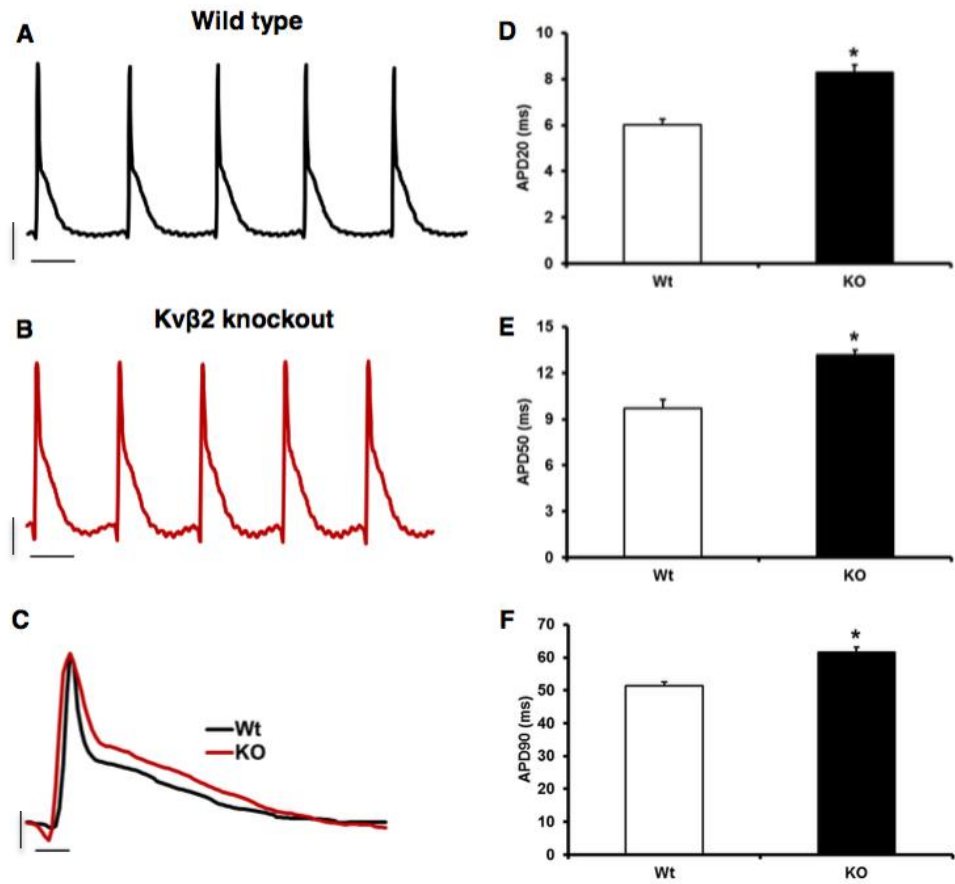 A
Wild type
B
Kvβ2 knockout
C
Wt
KO
D
APD20 (ms)
10
8
6
4
2
0
*
Wt KO
E
APD50 (ms)
15
12
9
6
3
0
*
Wt KO
F
APD90 (ms)
70
60
50
40
30
20
10
0
*
Wt KO